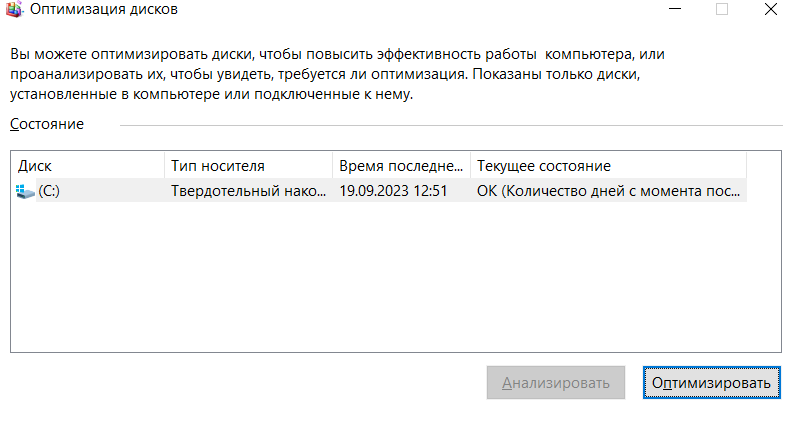 Оптимизация дисков
Вы можете оптимизировать диски, чтобы повысить эффективность работы компьютера, или
проанализировать их, чтобы увидеть, требуется ли оптимизация. Показаны только диски,
установленные в компьютере или подключенные к нему.
Состояние
Диск Тип носителя Время последне... Текущее состояние
(C:) Твердотельный нако... 19.09.2023 12:51 ОК (Количество дней с момента пос...
Анализировать Оптимизировать